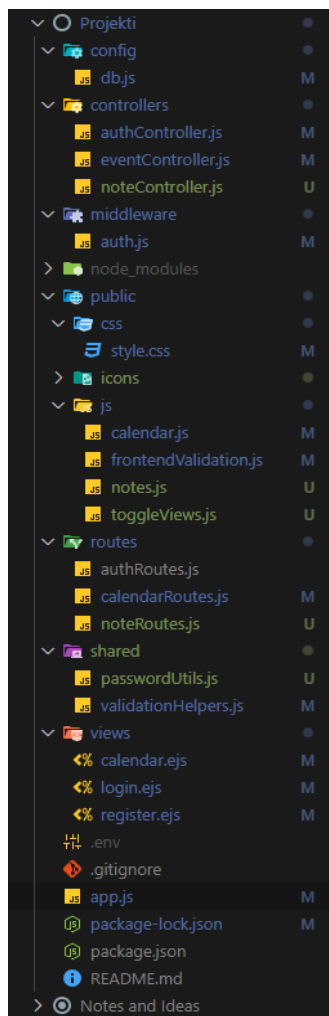 Projekti
config
db.js M
controllers
authController.js M
eventController.js M
noteController.js U
middleware
auth.js M
node_modules
public
css
style.css M
icons
js
calendar.js M
frontendValidation.js M
notes.js U
toggleViews.js U
routes
authRoutes.js
calendarRoutes.js M
noteRoutes.js U
shared
passwordUtils.js U
validationHelpers.js M
views
calendar.ejs M
login.ejs M
register.ejs M
.env
.gitignore
app.js M
package-lock.json M
package.json
README.md
Notes and Ideas